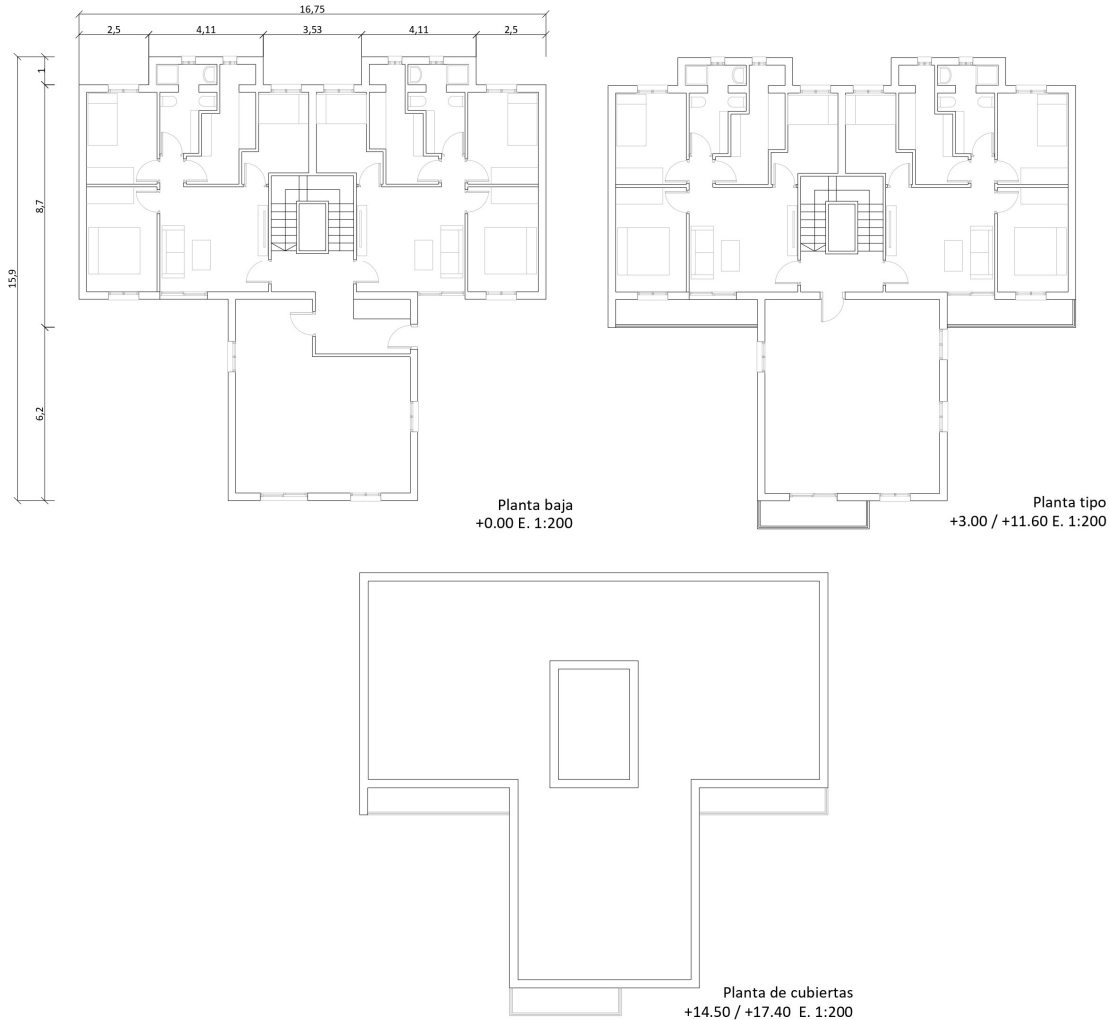 16,75
2,5
4,11
3,53
4,11
2,5
1
8,7
15,9
6,2
Planta baja
+0.00 E. 1:200
Planta tipo
+3.00 / +11.60 E. 1:200
Planta de cubiertas
+14.50 / +17.40 E. 1:200